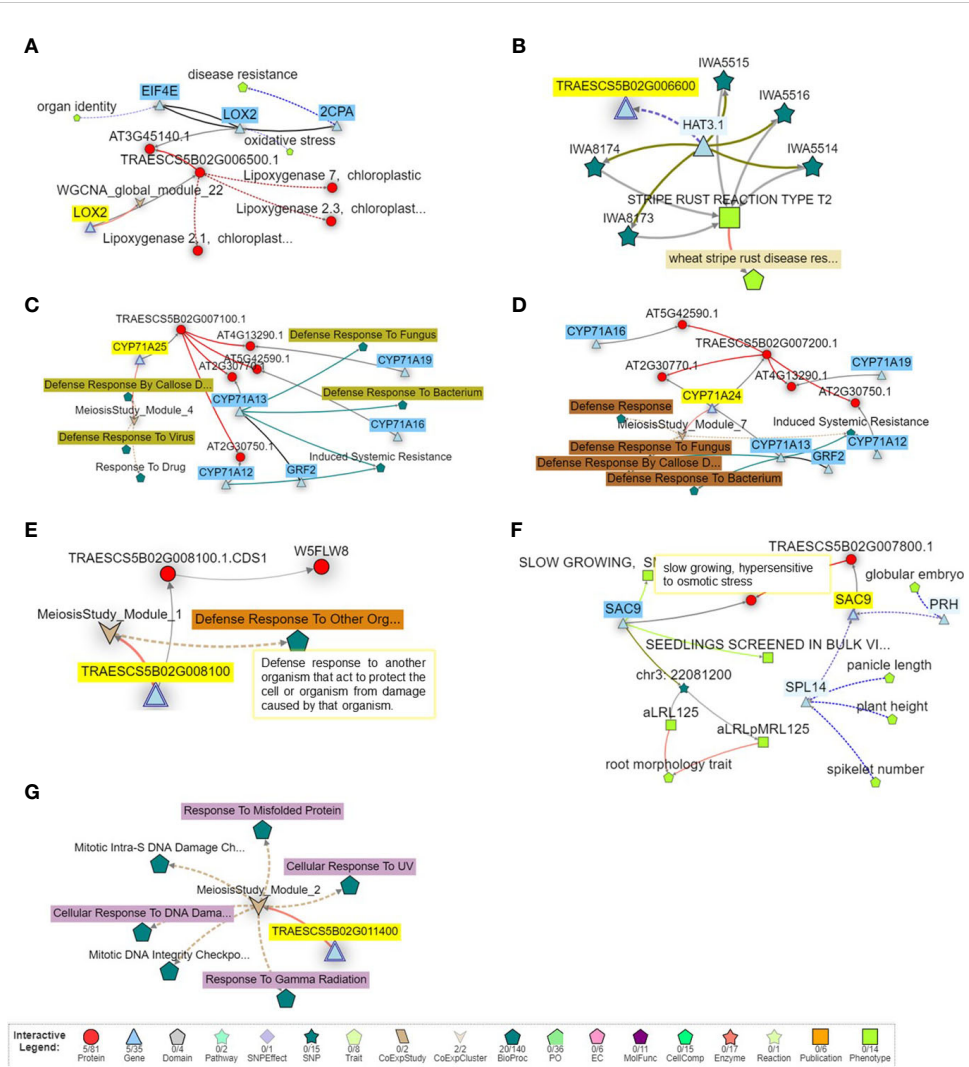 A
disease resistance
EIF4E
organ identity
LOX2
2CPA
AT3G45140.1
oxidative stress
TRAESCS5B02G006500.1
Lipoxygenase 7, chloroplastic
WGCNA_global_module_22
LOX2
Lipoxygenase 2.3, chloroplast...
Lipoxygenase 2.1, chloroplast...
B
IWA5515
TRAESCS5B02G006600
IWA5516
HAT3.1
IWA8174
IWA5514
STRIPE RUST REACTION TYPE T2
IWA8173
wheat stripe rust disease res...
C
TRAESCS5B02G007100.1
AT4G13290.1
Defense Response To Fungus
CYP71A25
AT5G42590.1
CYP71A19
AT2G30770.1
Defense Response By Callose D...
CYP71A13
Defense Response To Bacterium
MeiosisStudy_Module_4
CYP71A16
Defense Response To Virus
AT2G30750.1
Induced Systemic Resistance
Response To Drug
CYP71A12
GRF2
D
AT5G42590.1
CYP71A16
TRAESCS5B02G007200.1
CYP71A19
AT2G30770.1
AT4G13290.1
CYP71A24
AT2G30750.1
Defense Response
MeiosisStudy_Module_7
Induced Systemic Resistance
Defense Response To Fungus
CYP71A13
CYP71A12
Defense Response By Callose D...
GRF2
Defense Response To Bacterium
E
TRAESCS5B02G008100.1.CDS1
W5FLW8
MeiosisStudy_Module_1
Defense Response To Other Org...
TRAESCS5B02G008100
Defense response to another
organism that act to protect the
cell or organism from damage
caused by that organism.
F
TRAESCS5B02G007800.1
SLOW GROWING,
slow growing, hypersensitive
to osmotic stress
globular embryo
SAC9
SAC9
PRH
SEEDLINGS SCREENED IN BULK VI...
panicle length
chr3: 22081200
SPL14
aLRL125
plant height
aLRLpMRL125
root morphology trait
spikelet number
G
Response To Misfolded Protein
Mitotic Intra-S DNA Damage Ch...
Cellular Response To UV
MeiosisStudy_Module_2
Cellular Response To DNA Dama...
TRAESCS5B02G011400
Mitotic DNA Integrity Checkpo...
Response To Gamma Radiation
Interactive Legend:
5/81 Protein
5/35 Gene
0/4 Domain
0/2 Pathway
0/1 SNPEffect
0/15 SNP
0/8 Trait
0/2 CoExpStudy
2/2 CoExpCluster
20/140 BioProc
0/36 PO
0/6 EC
0/11 MolFunc
0/15 CellComp
0/17 Enzyme
0/1 Reaction
0/6 Publication
0/14 Phenotype